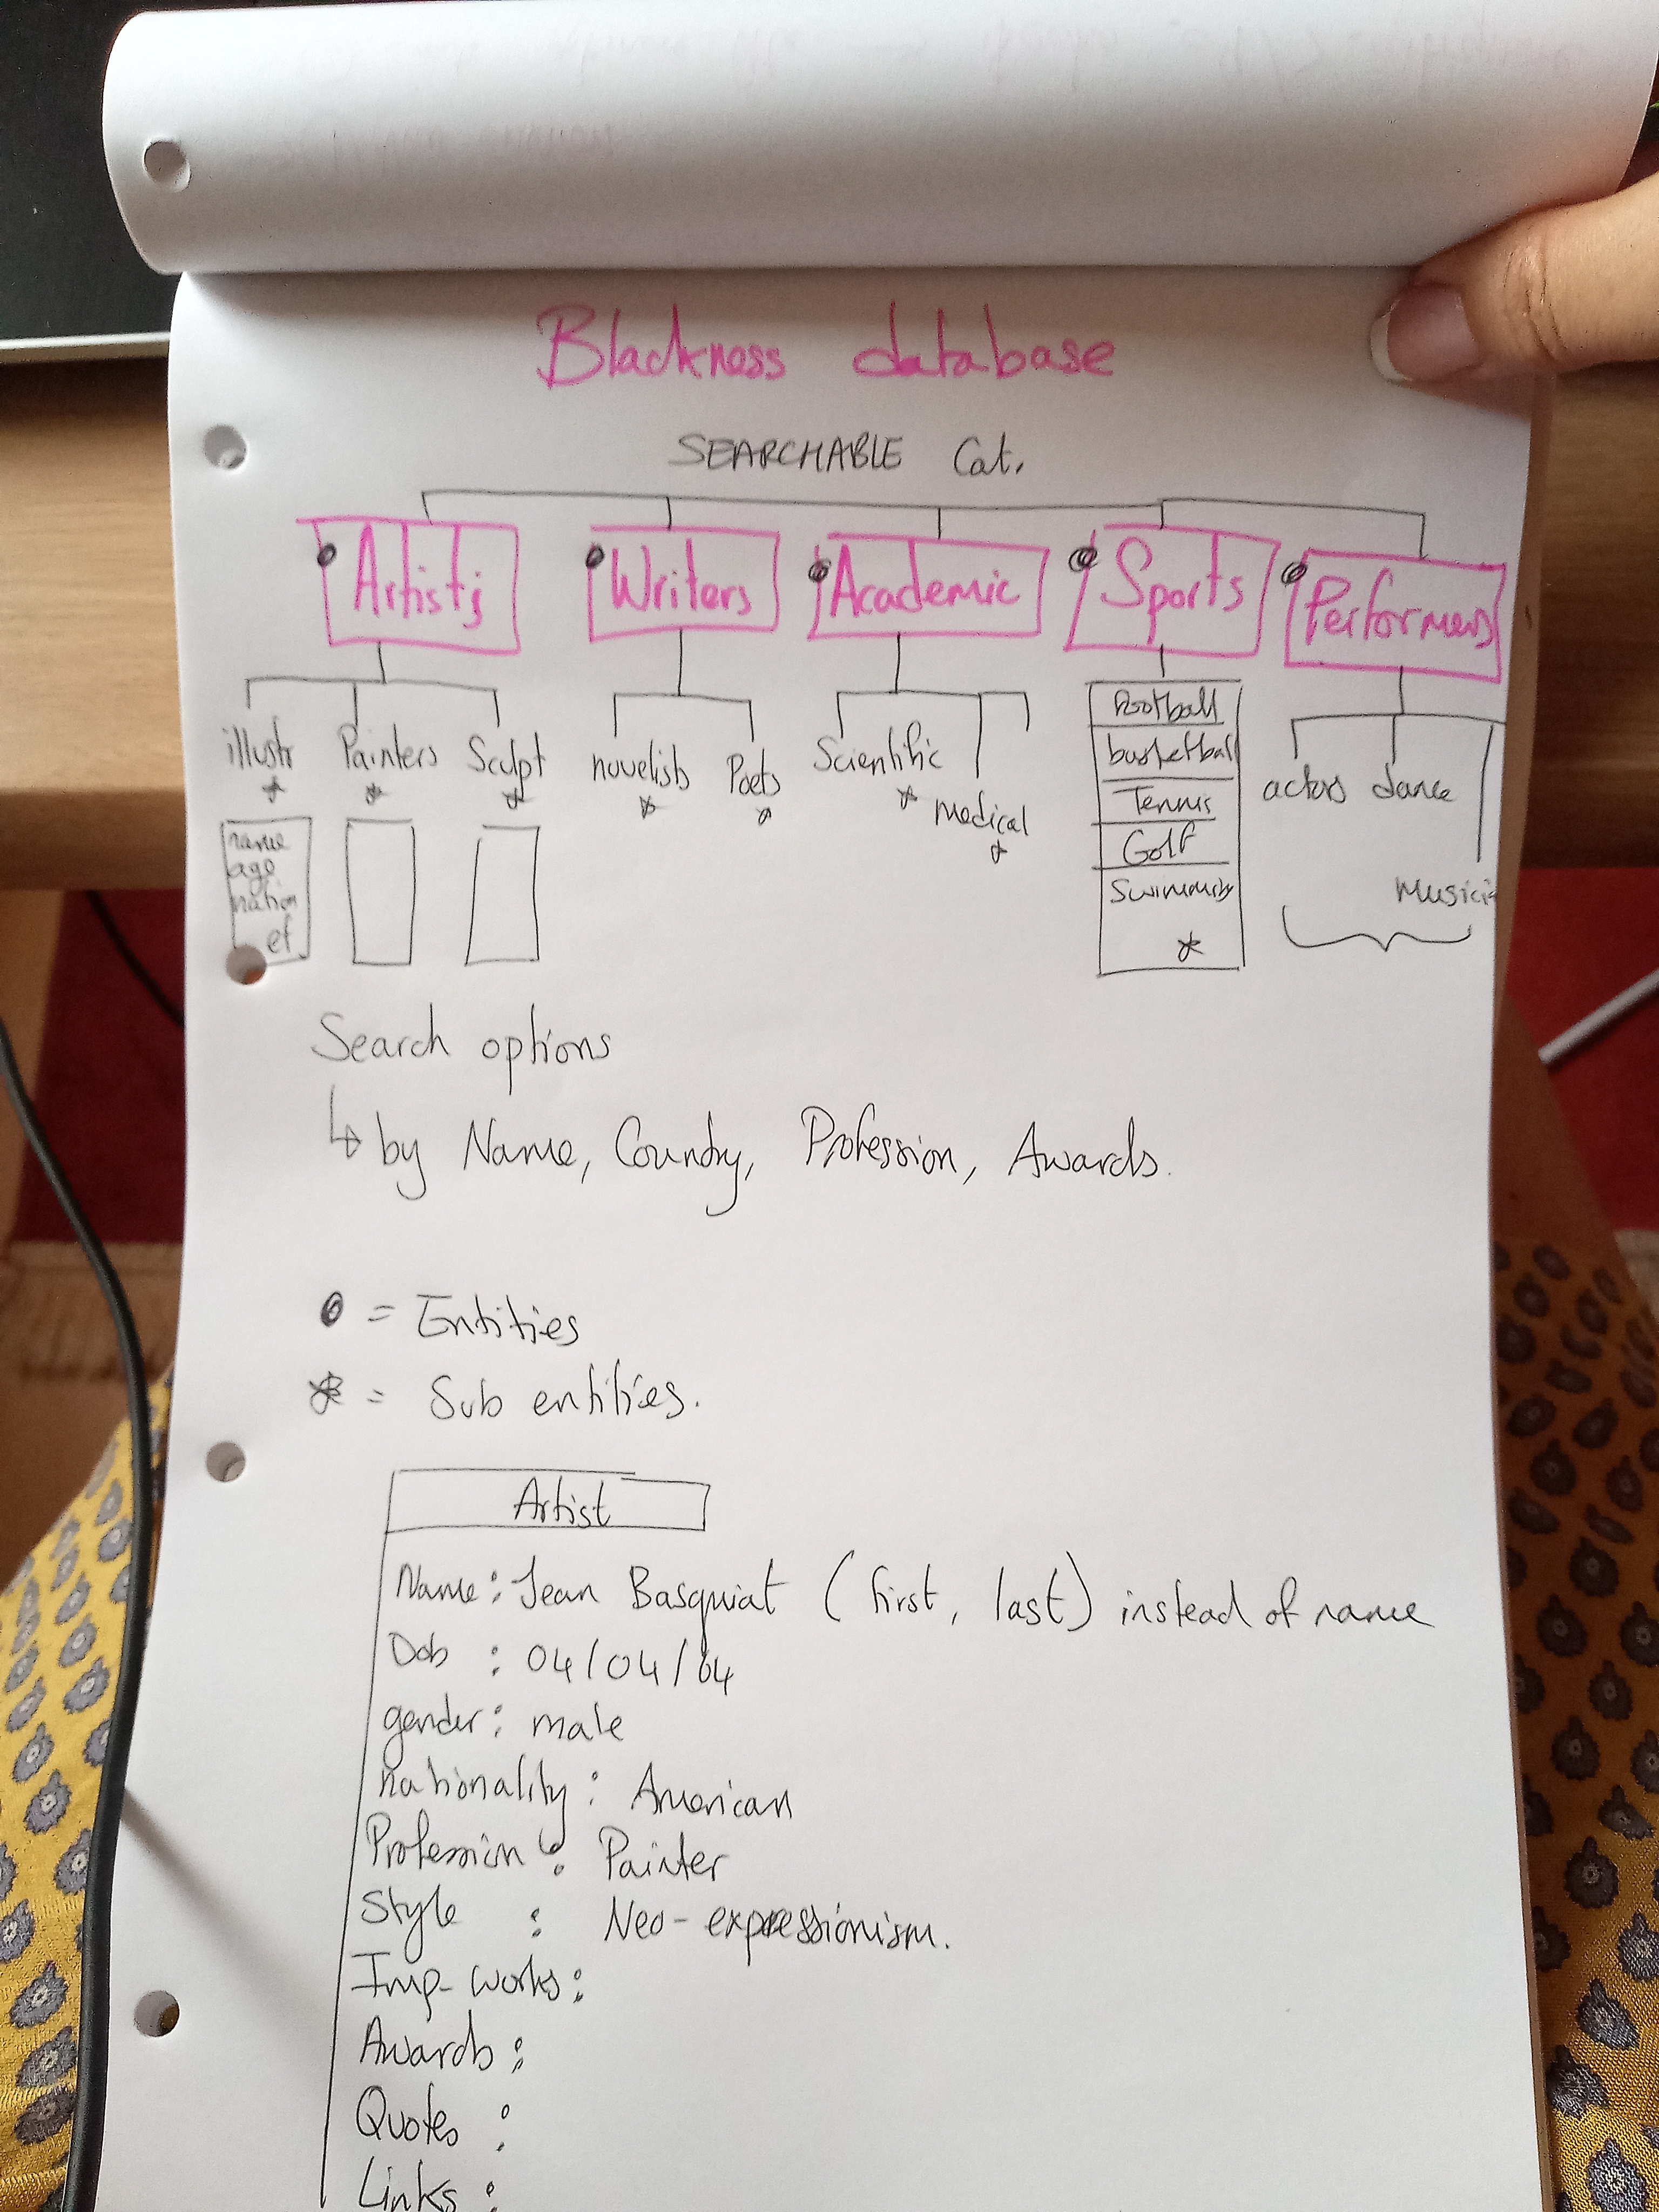 Blackness database
SEARCHABLE Cat.
Artists Writers Academic Sports Performers
illustr Painters Sculpt novelists Poets Scientific medical
Football
basketball
Tennis
Golf
Swimming
actors dance
Musici
name
age
nation
et
Search options
by Name, Country, Profession, Awards.
= Entities
* = Sub entities.
Artist
Name: Jean Basquiat (first, last) instead of name
Dob : 04/04/64
gender: male
nationality: American
Profession: Painter
Style : Neo-expressionism.
Imp- works:
Awards:
Quotes :
Links :